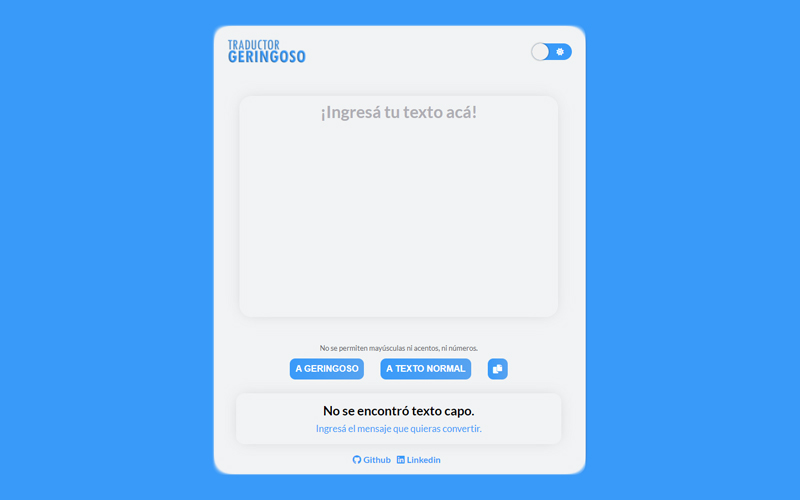 TRADUCTOR
GERINGOSO
¡Ingresá tu texto acá!
No se permiten mayúsculas ni acentos, ni números.
A GERINGOSO
A TEXTO NORMAL
No se encontró texto capo.
Ingresá el mensaje que quieras convertir.
Github Linkedin